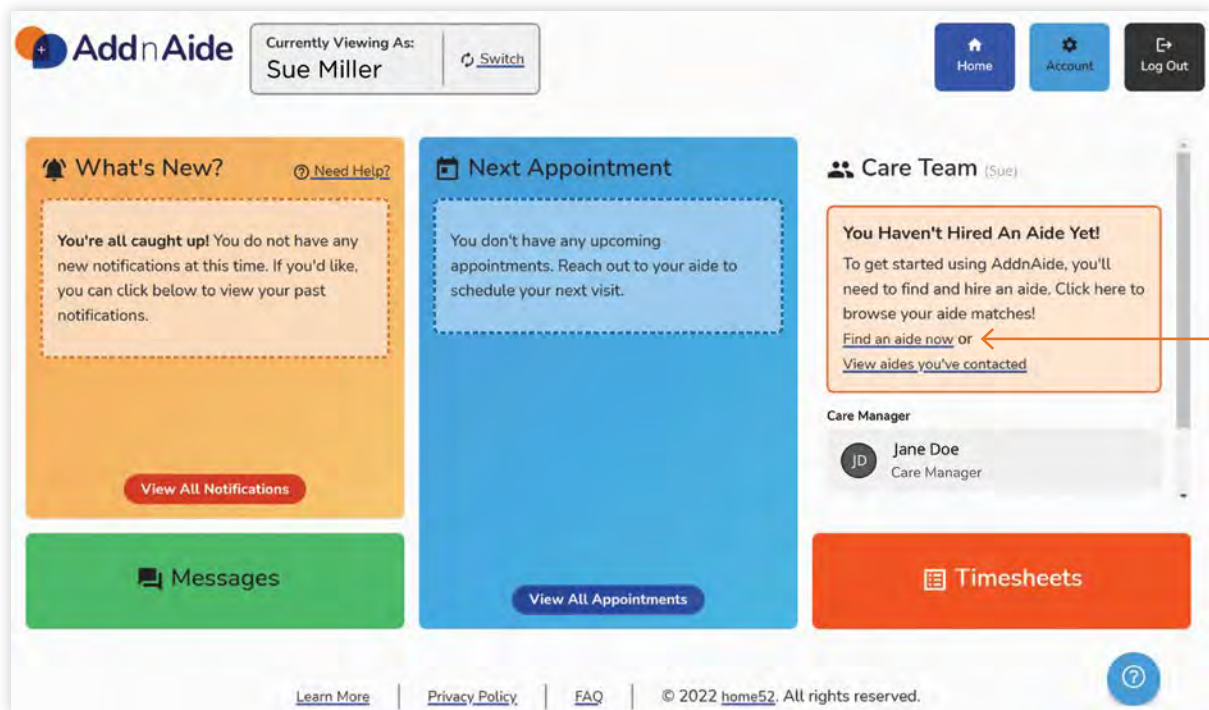 AddnAide
Currently Viewing As:
Sue Miller
Switch
Home
Account
Log Out
What's New?
Need Help?
You're all caught up! You do not have any
new notifications at this time. If you'd like,
you can click below to view your past
notifications.
View All Notifications
Messages
Next Appointment
You don't have any upcoming
appointments. Reach out to your aide to
schedule your next visit.
View All Appointments
Care Team (Sue)
You Haven't Hired An Aide Yet!
To get started using AddnAide, you'll
need to find and hire an aide. Click here to
browse your aide matches!
Find an aide now or
View aides you've contacted
Care Manager
JD
Jane Doe
Care Manager
Timesheets
Learn More | Privacy Policy | FAQ | © 2022 home52. All rights reserved.